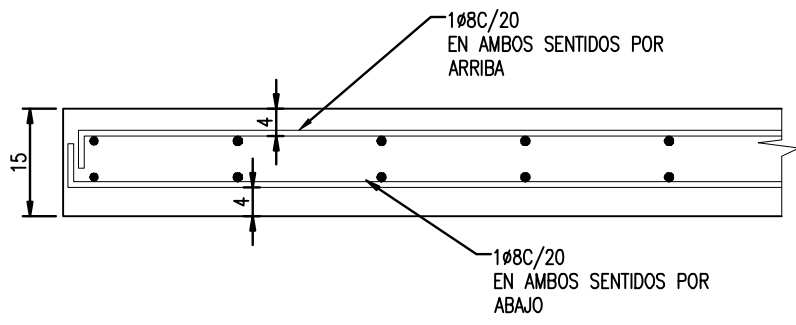 1ø8C/20
EN AMBOS SENTIDOS POR
ARRIBA
4
15
4
1ø8C/20
EN AMBOS SENTIDOS POR
ABAJO